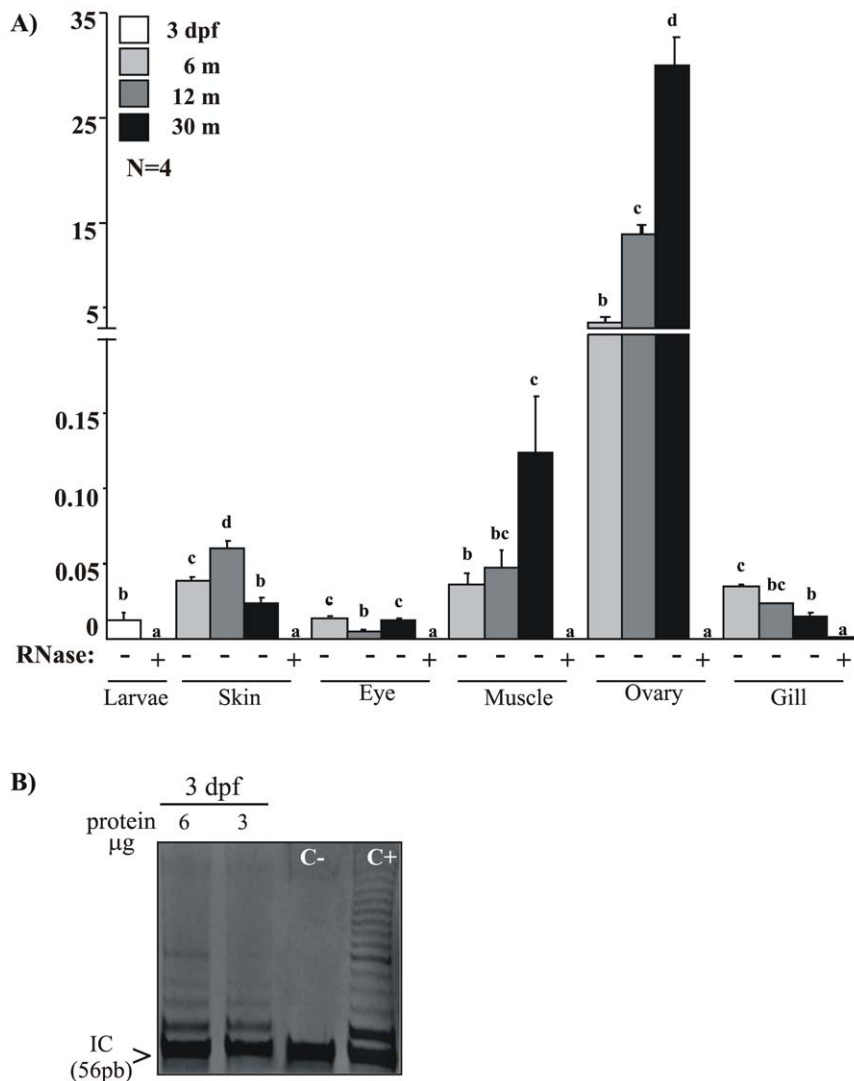 A)
35
25
15
5
0.15
0.10
0.05
0
3 dpf
6 m
12 m
30 m
N=4
b a c d b a c b c a b bc c a b c d a c bc b a
RNase: - + - - - + - - - + - - - + - - - + - - - +
Larvae Skin Eye Muscle Ovary Gill
B)
3 dpf
protein 6 3
µg
C- C+
IC >
(56pb)